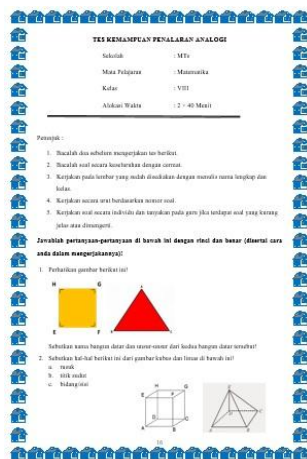 TES KEMAMPUAN PENALARAN ANALOGI
Sekolah : MTs
Mata Pelajaran : Matematika
Kelas : VIII
Alokasi Waktu : 2 × 40 Menit
Petunjuk :
1. Bacalah doa sebelum mengerjakan tes berikut.
2. Bacalah soal secara keseluruhan dengan cermat.
3. Kerjakan pada lembar yang sudah disediakan dengan menulis nama lengkap dan
kelas.
4. Kerjakan secara urut berdasarkan nomor soal.
5. Kerjakan soal secara individu dan tanyakan pada guru jika terdapat soal yang kurang
jelas atau dimengerti.
Jawablah pertanyaan-pertanyaan di bawah ini dengan rinci dan benar (disertai cara
anda dalam mengerjakannya)!
1. Perhatikan gambar berikut ini!
H G
E F
Sebutkan nama bangun datar dan unsur-unsur dari kedua bangun datar tersebut!
2. Sebutkan hal-hal berikut ini dari gambar kubus dan limas di bawah ini!
a. rusuk
b. titik sudut
c. bidang/sisi
H G
E F
D C
A B